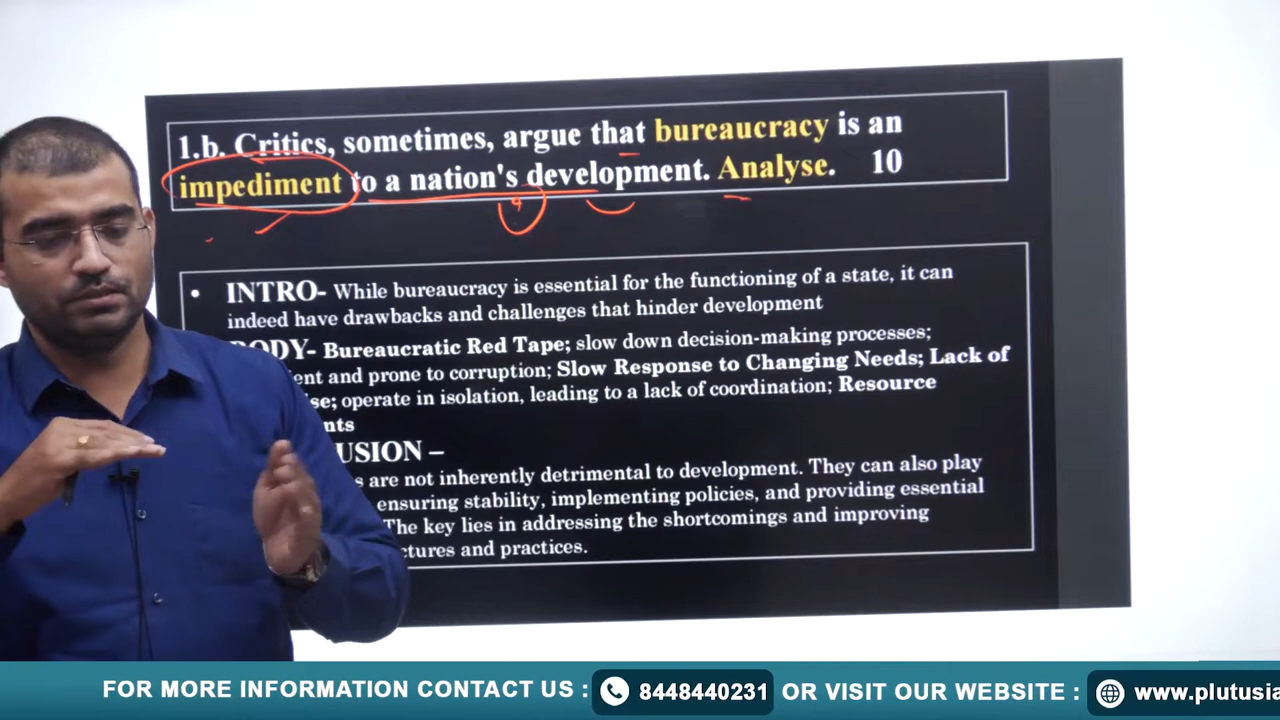 1.b. Critics, sometimes, argue that bureaucracy is an
impediment to a nation's development. Analyse. 10
• INTRO- While bureaucracy is essential for the functioning of a state, it can
indeed have drawbacks and challenges that hinder development
ODY- Bureaucratic Red Tape; slow down decision-making processes;
ent and prone to corruption; Slow Response to Changing Needs; Lack of
se; operate in isolation, leading to a lack of coordination; Resource
nts
USION –
s are not inherently detrimental to development. They can also play
ensuring stability, implementing policies, and providing essential
The key lies in addressing the shortcomings and improving
ctures and practices.
FOR MORE INFORMATION CONTACT US : 8448440231 OR VISIT OUR WEBSITE : www.plutusia